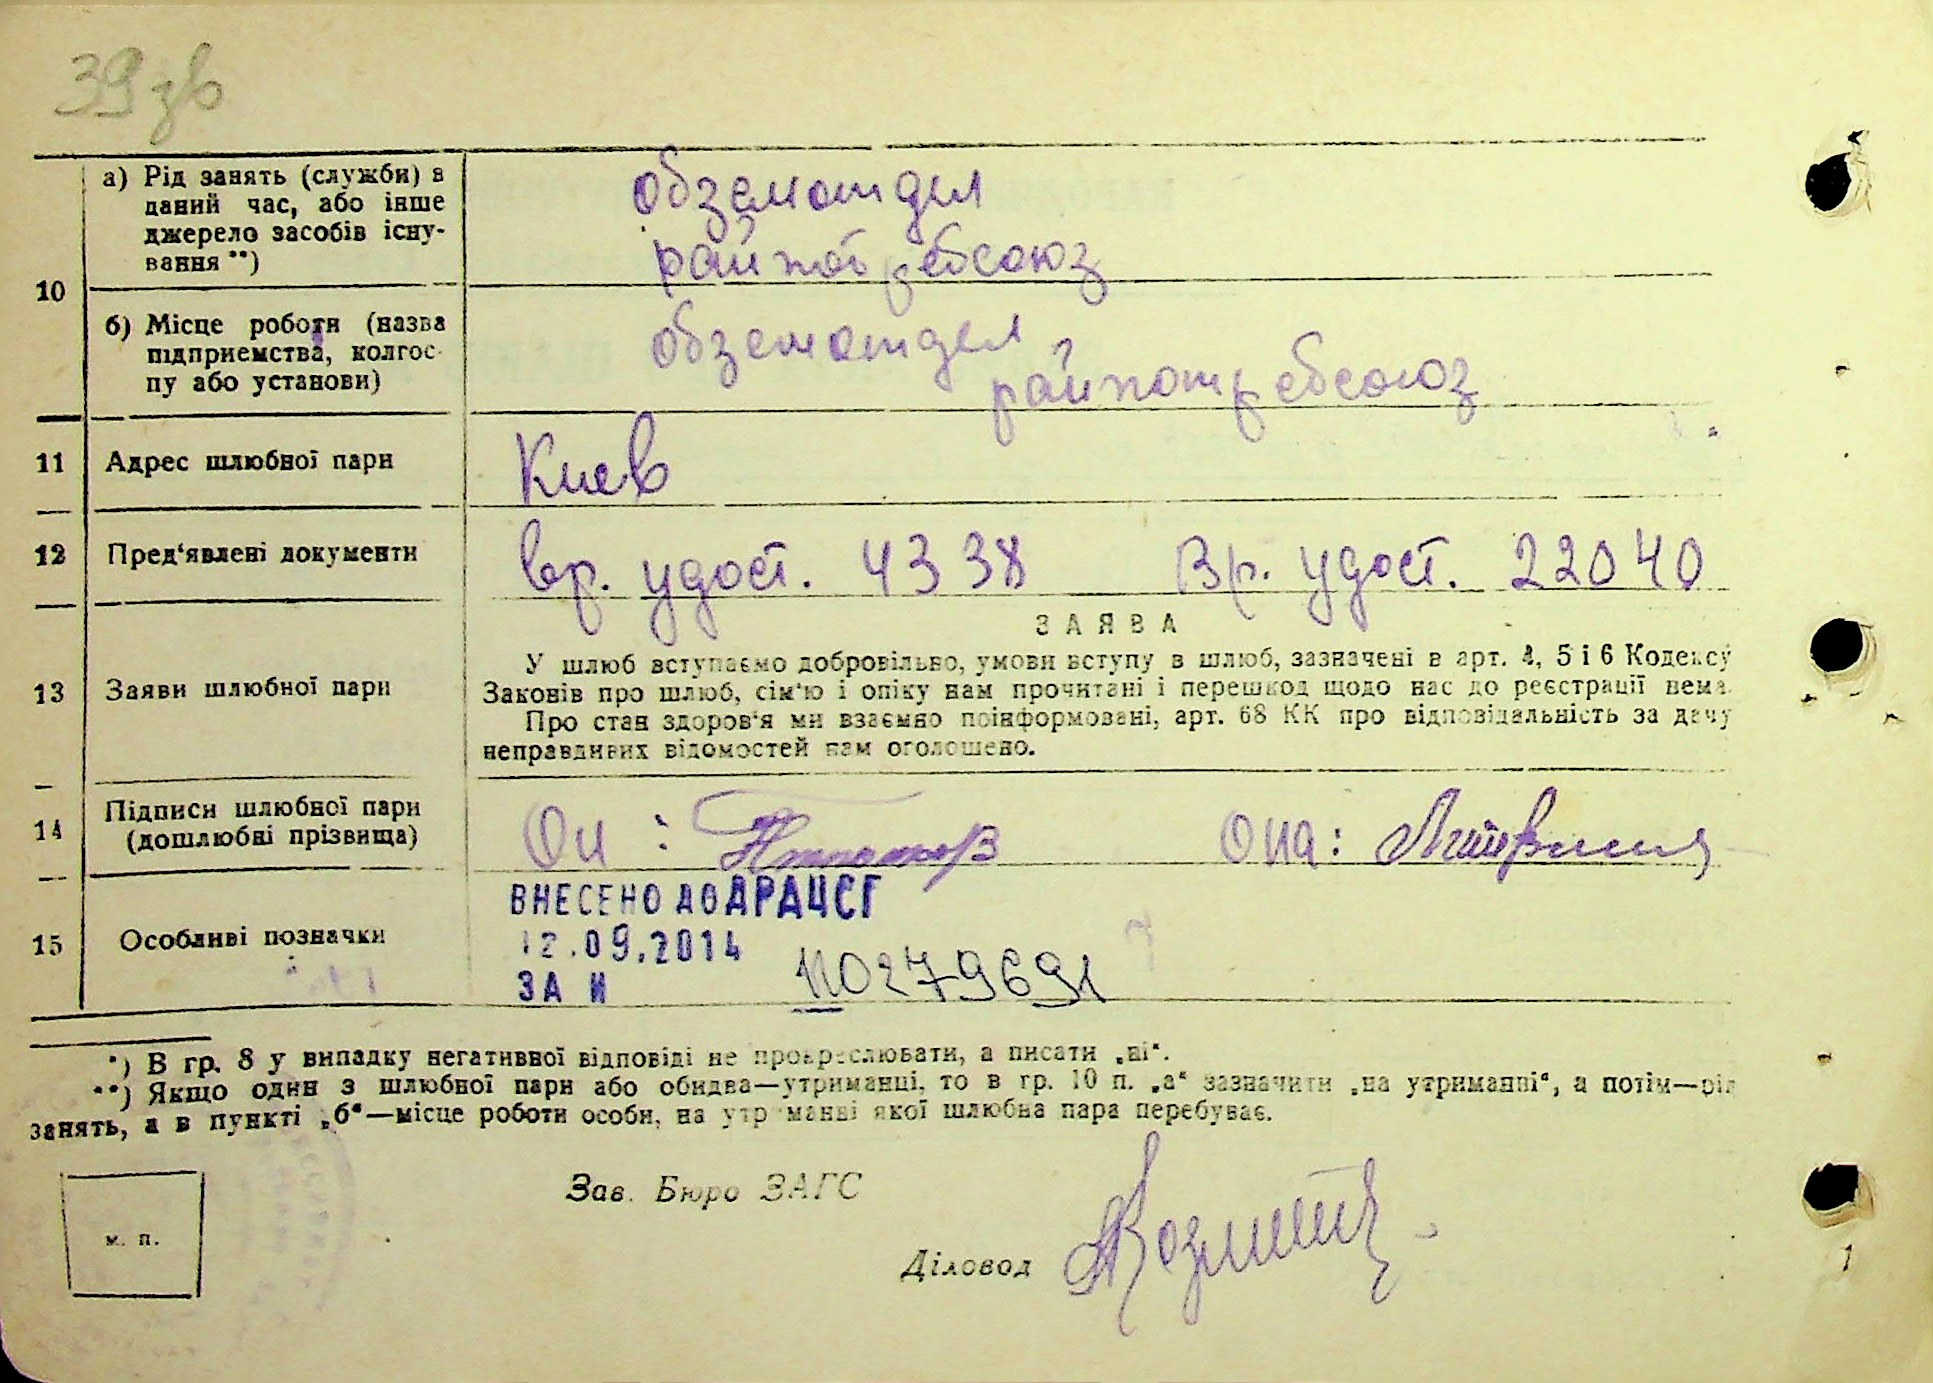 39 зв
а) Рід занять (служби) в
даний час, або інше
джерело засобів існу-
вання **)
обземотдел
райпотребсоюз
10
б) Місце роботи (назва
підприємства, колгос-
пу або установи)
обземотдел
райпотребсоюз
11 Адрес шлюбної пари Киев
12 Пред'явлені документи вр. удост. 4338 Вр. удост. 22040
13 Заяви шлюбної пари
ЗАЯВА
У шлюб вступаємо добровільно, умови вступу в шлюб, зазначені в арт. 4, 5 і 6 Кодексу
Законів про шлюб, сім'ю і опіку нам прочитані і перешкод щодо нас до реєстрації нема.
Про стан здоров'я ми взаємно поінформовані, арт. 68 КК про відповідальність за дачу
неправдивих відомостей нам оголошено.
14 Підписи шлюбної пари
(дошлюбні прізвища)
Он : Она:
15 Особливі позначки
ВНЕСЕНО ДО ДРАЦСГ
12.09.2014
ЗА И 110279691
*) В гр. 8 у випадку негативної відповіді не прокреслювати, а писати „ні“.
**) Якщо один з шлюбної пари або обидва—утриманці, то в гр. 10 п. „а“ зазначити „на утриманні“, а потім—рід
занять, а в пункті „б“—місце роботи особи, на утриманні якої шлюбна пара перебуває.
Зав. Бюро ЗАГС
м. п.
Діловод